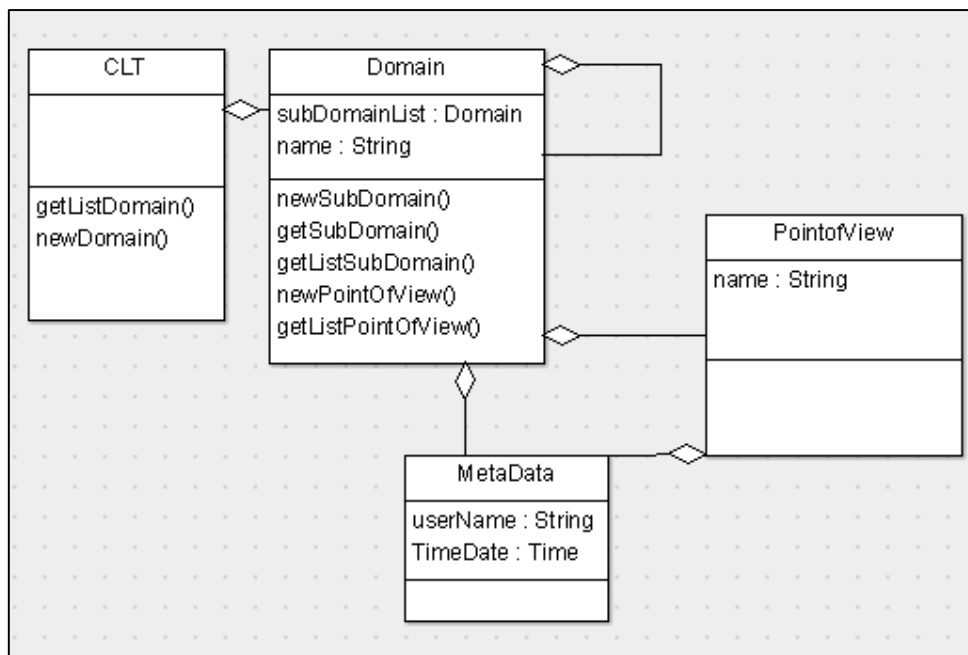 CLT
getListDomain()
newDomain()
Domain
subDomainList : Domain
name : String
newSubDomain()
getSubDomain()
getListSubDomain()
newPointOfView()
getListPointOfView()
PointofView
name : String
MetaData
userName : String
TimeDate : Time